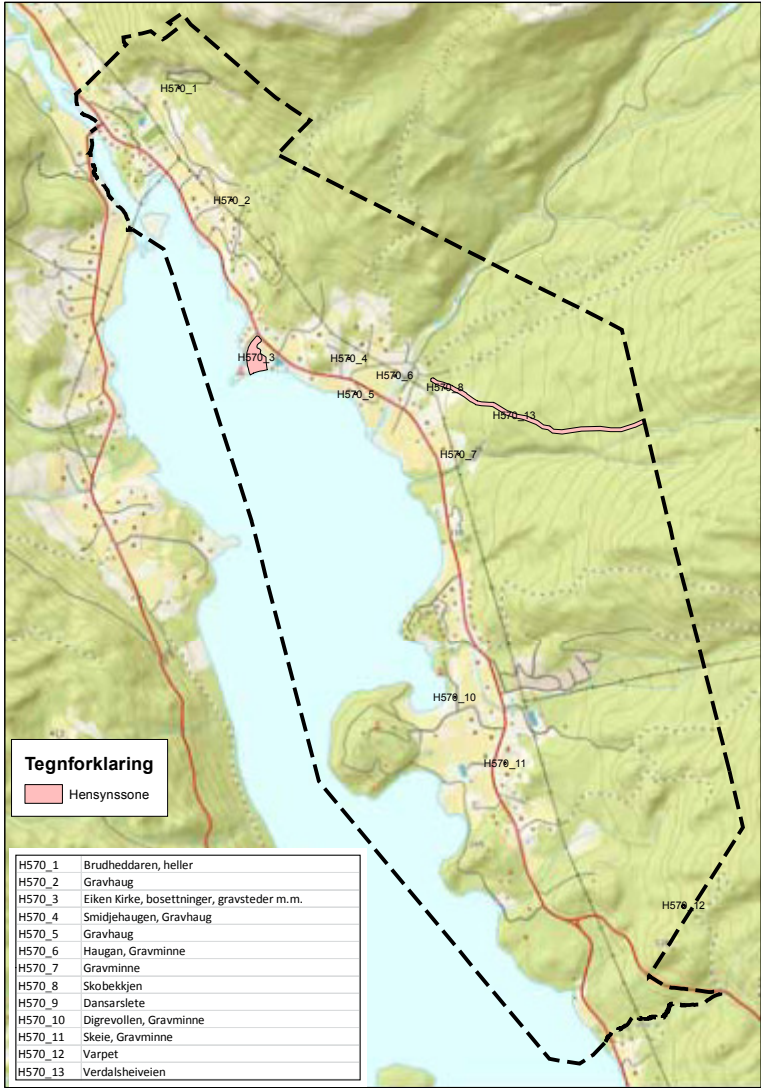 H570_1
H570_2
H570_3
H570_4
H570_6
H570_8
H570_5
H570_13
H570_7
H570_10
H570_11
H570_12
Tegnforklaring
Hensynssone
H570_1 Brudheddaren, heller
H570_2 Gravhaug
H570_3 Eiken Kirke, bosettninger, gravsteder m.m.
H570_4 Smidjehaugen, Gravhaug
H570_5 Gravhaug
H570_6 Haugan, Gravminne
H570_7 Gravminne
H570_8 Skobekkjen
H570_9 Dansarslete
H570_10 Digrevollen, Gravminne
H570_11 Skeie, Gravminne
H570_12 Varpet
H570_13 Verdalsheiveien